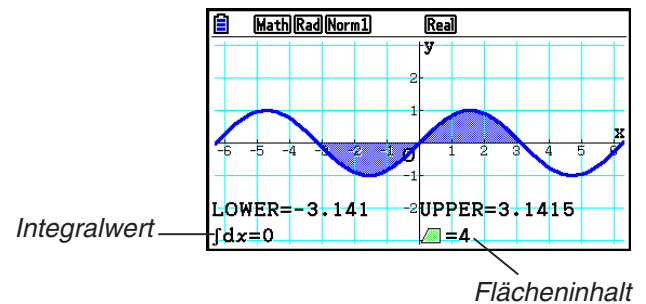 Math Rad Norm1 Real
y
2
1
x
-6 -5 -4 -3 -2 -1 O 1 2 3 4 5 6
-1
LOWER=-3.141 -2 UPPER=3.1415
Integralwert
∫dx=0 =4
Flächeninhalt